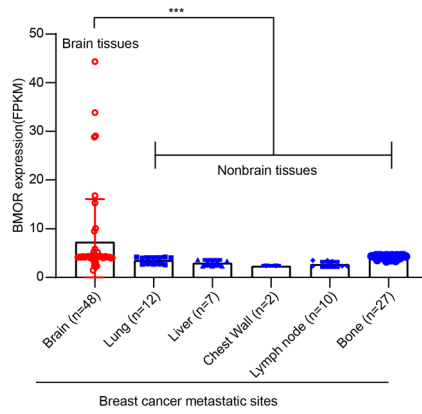 ***
Brain tissues
Nonbrain tissues
BMOR expression(FPKM)
50
40
30
20
10
0
Brain (n=48)
Lung (n=12)
Liver (n=7)
Chest Wall (n=2)
Lymph node (n=10)
Bone (n=27)
Breast cancer metastatic sites